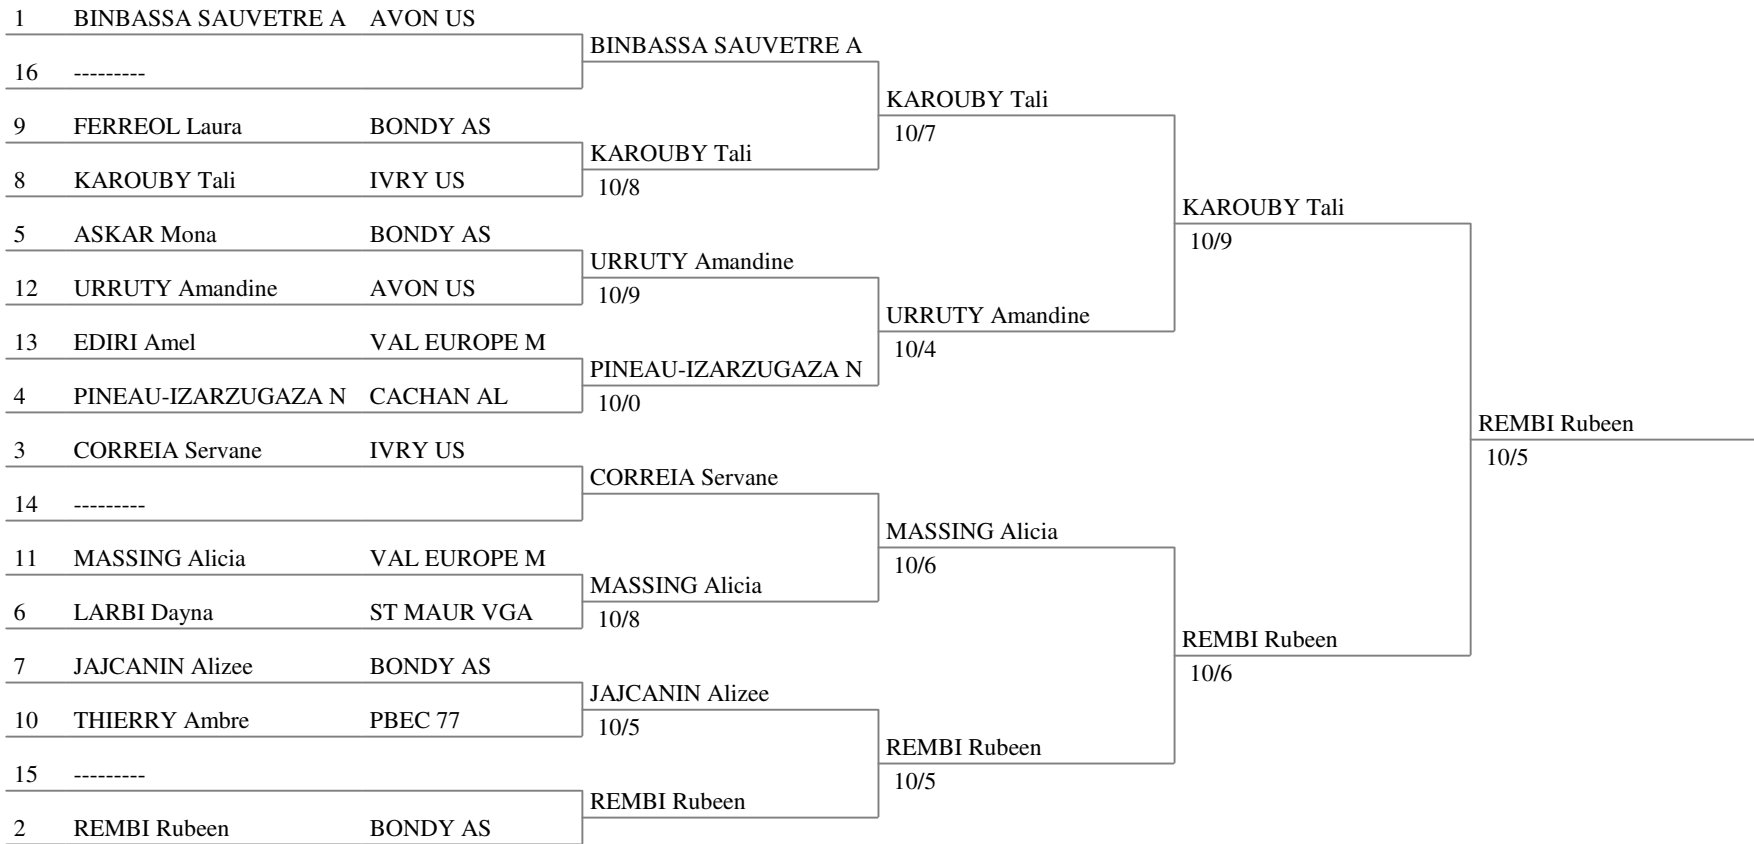 1 BINBASSA SAUVETRE A AVON US
BINBASSA SAUVETRE A
16 ---------
KAROUBY Tali
9 FERREOL Laura BONDY AS
10/7
KAROUBY Tali
8 KAROUBY Tali IVRY US
10/8
KAROUBY Tali
5 ASKAR Mona BONDY AS
10/9
URRUTY Amandine
12 URRUTY Amandine AVON US
10/9
URRUTY Amandine
13 EDIRI Amel VAL EUROPE M
10/4
PINEAU-IZARZUGAZA N
4 PINEAU-IZARZUGAZA N CACHAN AL
10/0
REMBI Rubeen
3 CORREIA Servane IVRY US
10/5
CORREIA Servane
14 ---------
MASSING Alicia
11 MASSING Alicia VAL EUROPE M
10/6
MASSING Alicia
6 LARBI Dayna ST MAUR VGA
10/8
REMBI Rubeen
7 JAJCANIN Alizee BONDY AS
10/6
JAJCANIN Alizee
10 THIERRY Ambre PBEC 77
10/5
REMBI Rubeen
15 ---------
10/5
REMBI Rubeen
2 REMBI Rubeen BONDY AS